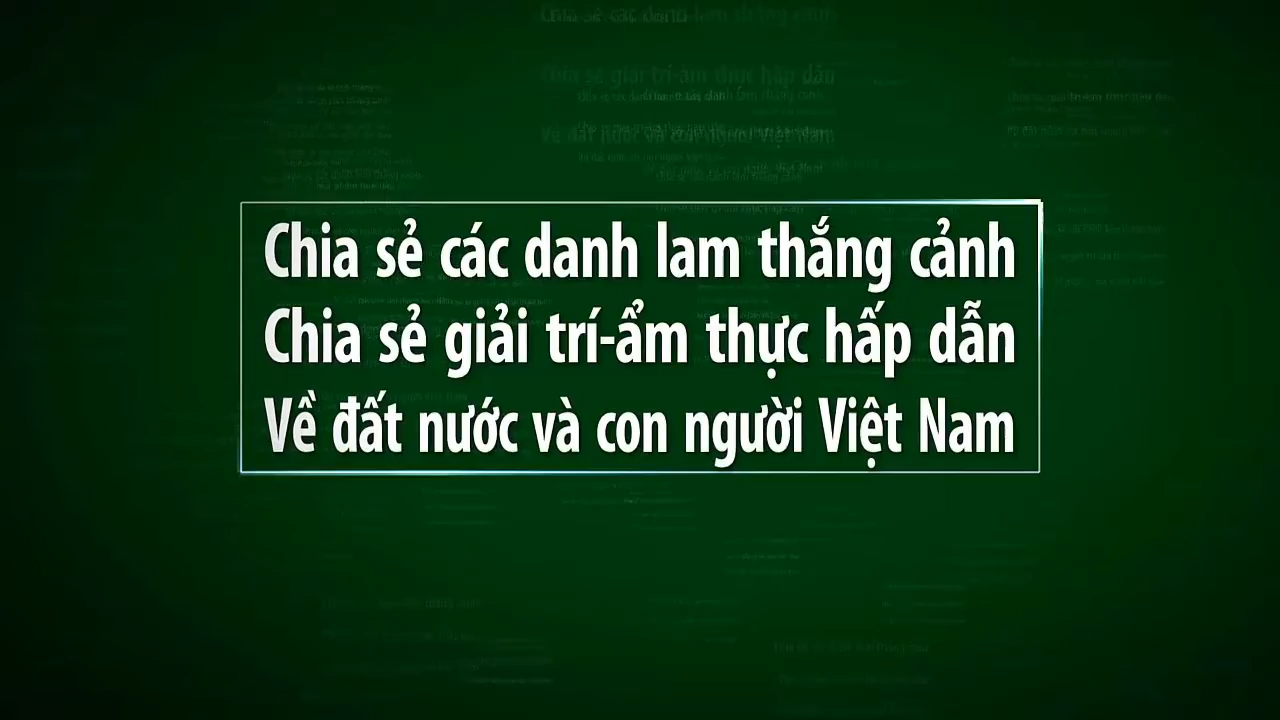 Chia sẻ các danh lam thắng cảnh
Chia sẻ giải trí-ẩm thực hấp dẫn
Về đất nước và con người Việt Nam